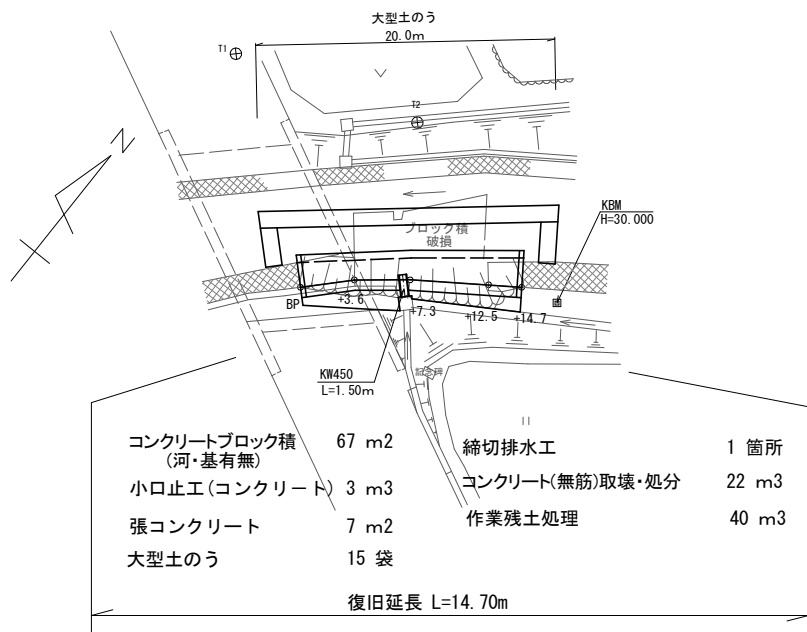 大型土のう
20.0m
T1
T2
N
KBM
H=30.000
ブロック積
破損
BP
+3.6
+7.3
+12.5
+14.7
KW450
L=1.50m
記念碑
コンクリートブロック積 67 m2
(河・基有無)
小口止工(コンクリート) 3 m3
張コンクリート 7 m2
大型土のう 15 袋
締切排水工 1 箇所
コンクリート(無筋)取壊・処分 22 m3
作業残土処理 40 m3
復旧延長 L=14.70m